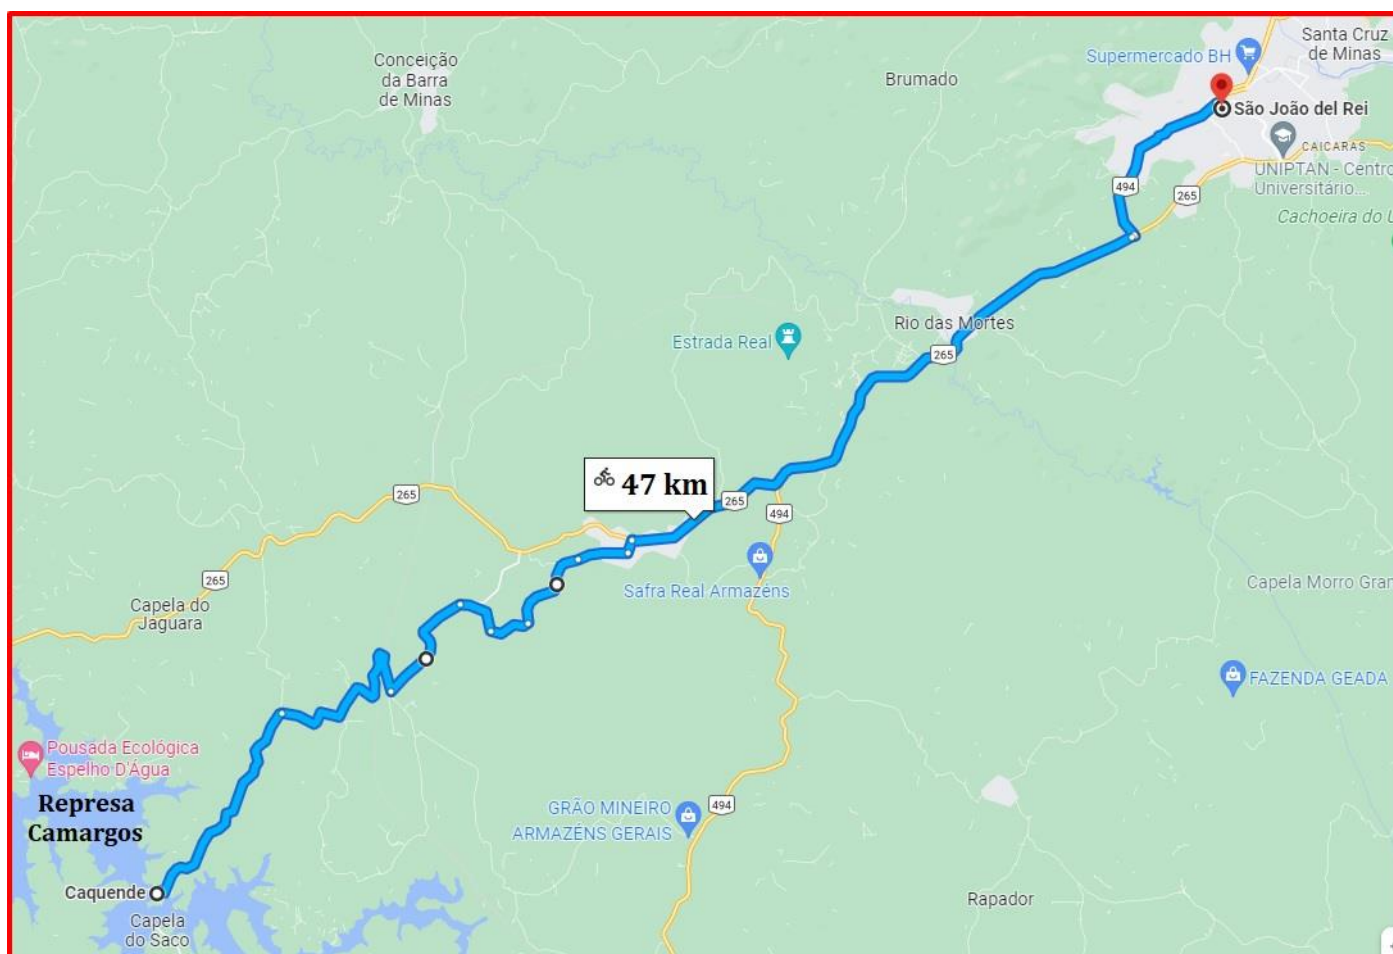 Santa Cruz
de Minas
Supermercado BH
Conceição
da Barra
de Minas
Brumado
São João del Rei
CAICARAS
UNIPTAN - Centro
Universitário...
494
265
Cachoeira do U
Rio das Mortes
Estrada Real
265
47 km
265
265
494
Safra Real Armazéns
265
Capela Morro Gran
Capela do
Jaguara
FAZENDA GEADA
Pousada Ecológica
Espelho D'Água
Represa
Camargos
494
GRÃO MINEIRO
ARMAZÉNS GERAIS
Caquende
Rapador
Capela
do Saco